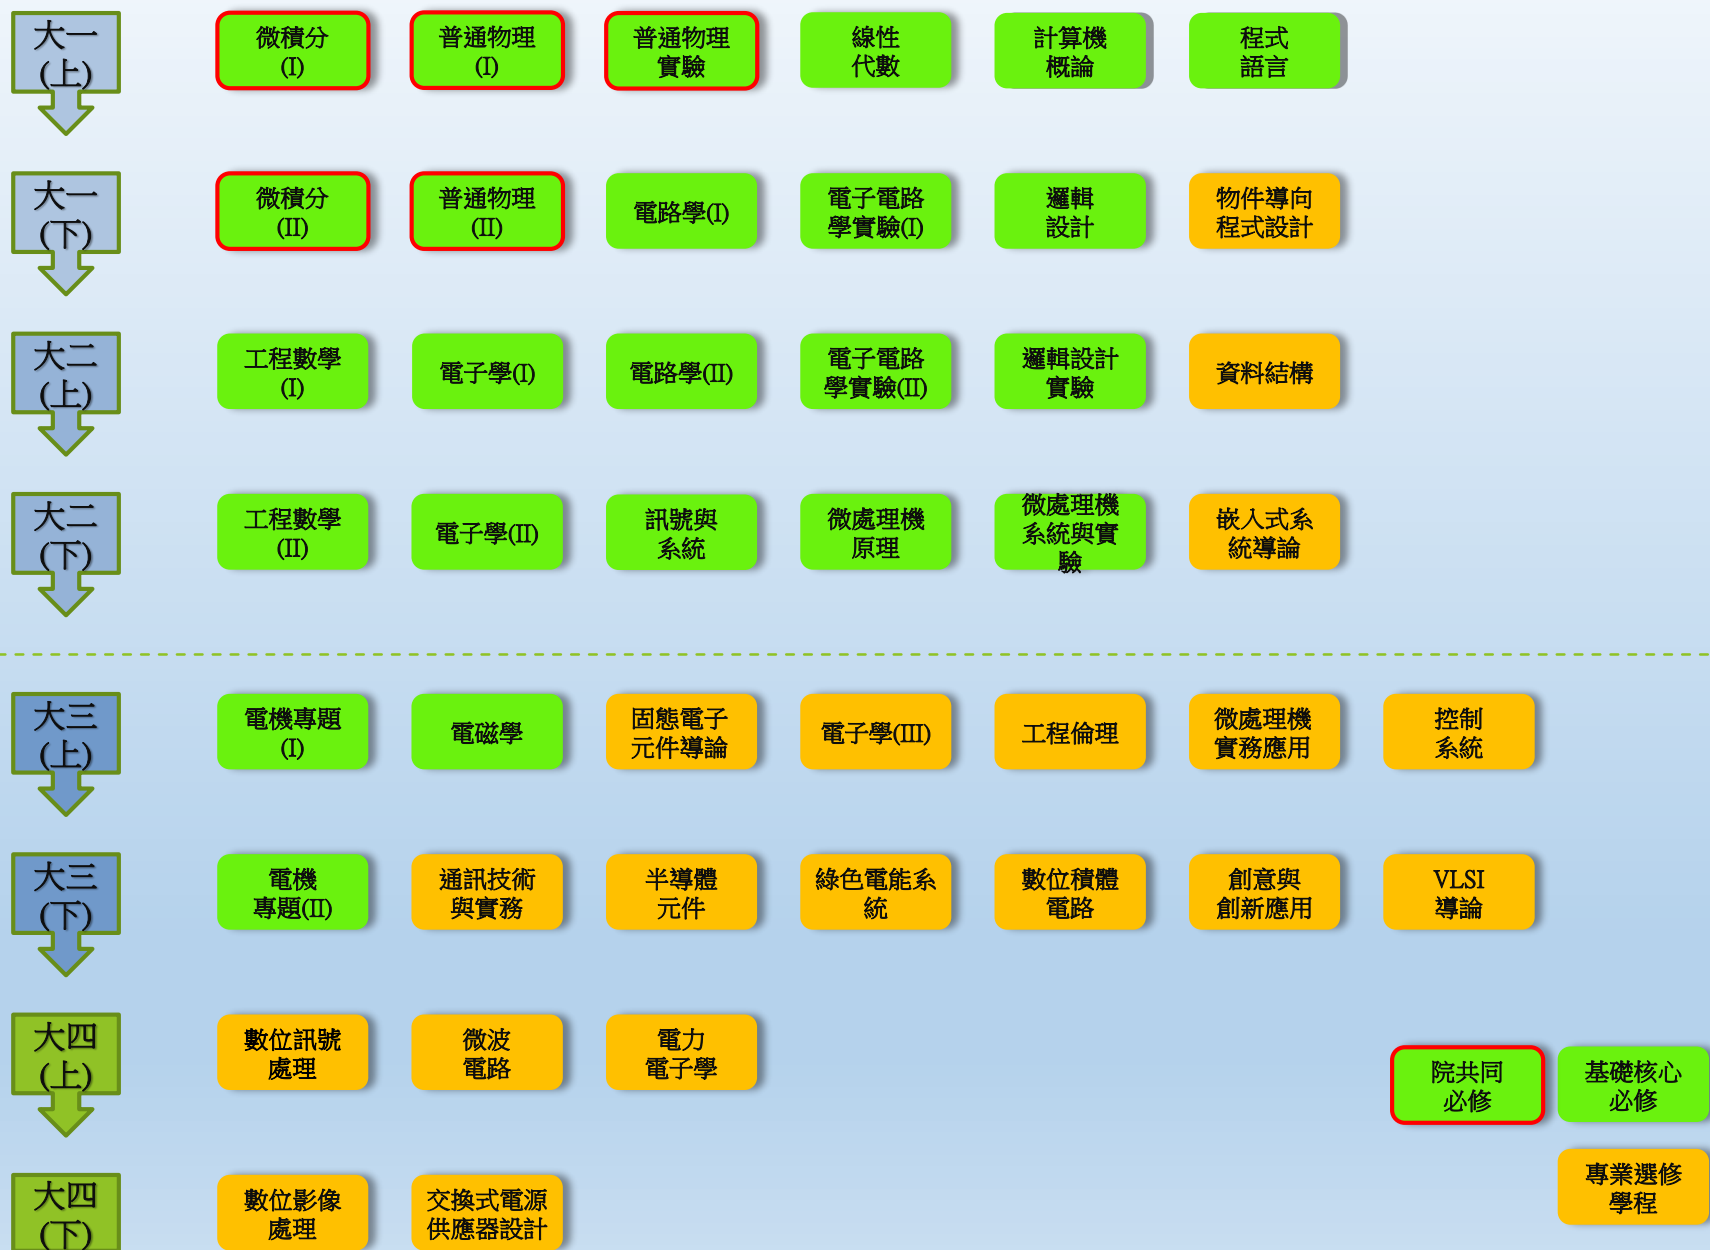 大一
(上)
微積分
(I)
普通物理
(I)
普通物理
實驗
線性
代數
計算機
概論
程式
語言
大一
(下)
微積分
(II)
普通物理
(II)
電路學(I)
電子電路
學實驗(I)
邏輯
設計
物件導向
程式設計
大二
(上)
工程數學
(I)
電子學(I)
電路學(II)
電子電路
學實驗(II)
邏輯設計
實驗
資料結構
大二
(下)
工程數學
(II)
電子學(II)
訊號與
系統
微處理機
原理
微處理機
系統與實
驗
嵌入式系
統導論
大三
(上)
電機專題
(I)
電磁學
固態電子
元件導論
電子學(III)
工程倫理
微處理機
實務應用
控制
系統
大三
(下)
電機
專題(II)
通訊技術
與實務
半導體
元件
綠色電能系
統
數位積體
電路
創意與
創新應用
VLSI
導論
大四
(上)
數位訊號
處理
微波
電路
電力
電子學
院共同
必修
基礎核心
必修
專業選修
學程
大四
(下)
數位影像
處理
交換式電源
供應器設計